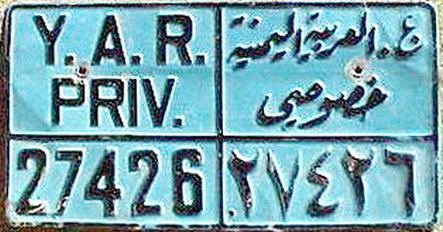 Y. A. R.
PRIV.
27426
ج.ع. العربية اليمنية
خصوصي
٢٧٤٢٦